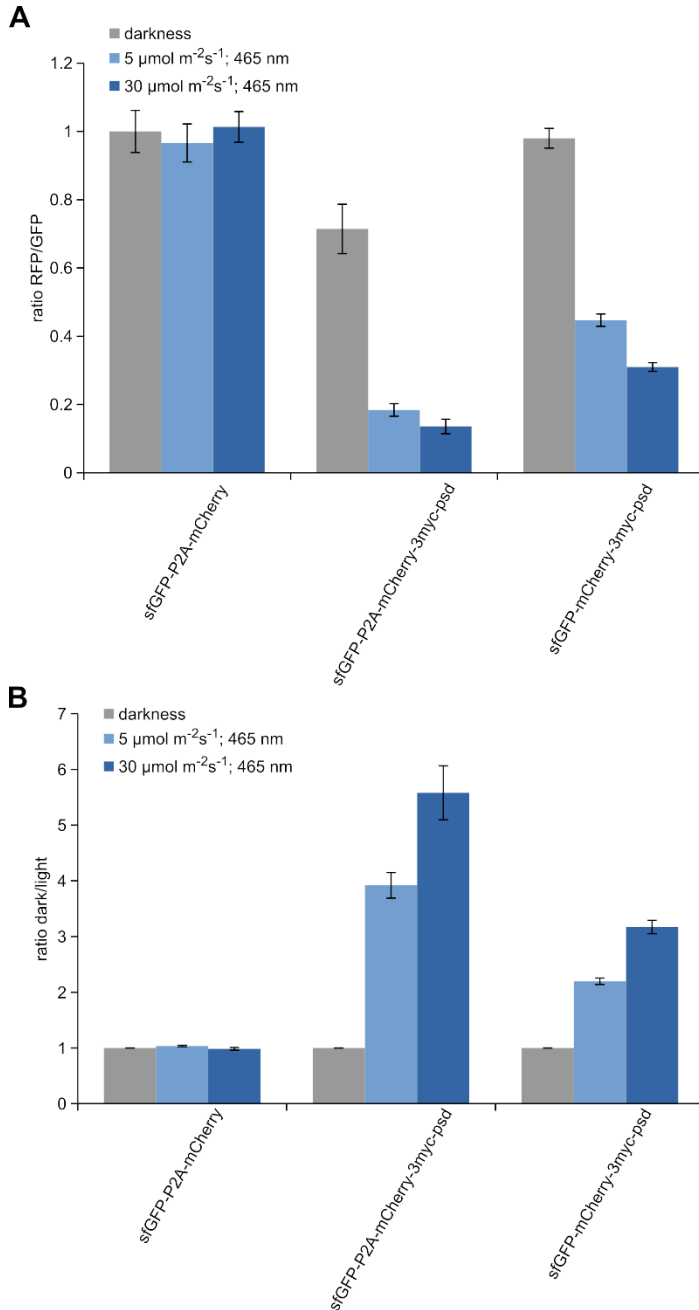 A
darkness
5 µmol m⁻²s⁻¹; 465 nm
30 µmol m⁻²s⁻¹; 465 nm
1.2
1
0.8
0.6
0.4
0.2
0
ratio RFP/GFP
sfGFP-P2A-mCherry
sfGFP-P2A-mCherry-3myc-psd
sfGFP-mCherry-3myc-psd
B
darkness
5 µmol m⁻²s⁻¹; 465 nm
30 µmol m⁻²s⁻¹; 465 nm
7
6
5
4
3
2
1
0
ratio dark/light
sfGFP-P2A-mCherry
sfGFP-P2A-mCherry-3myc-psd
sfGFP-mCherry-3myc-psd